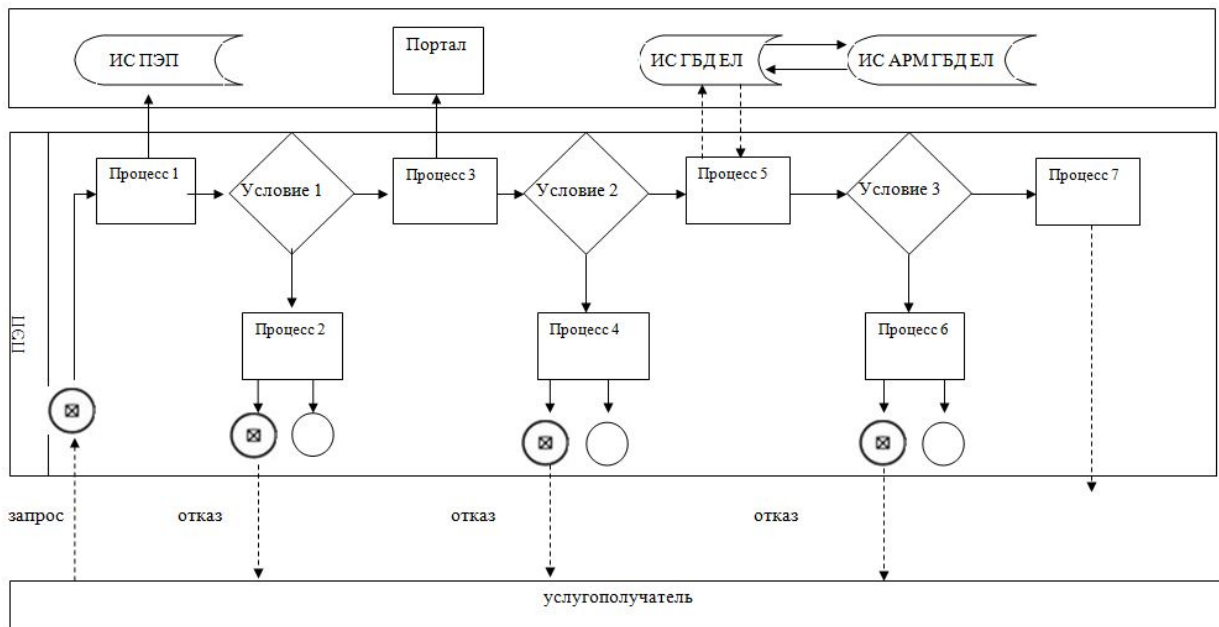 ИС ПЭП
Портал
ИС ГБД ЕЛ
ИС АРМ ГБД ЕЛ
Процесс 1
Условие 1
Процесс 3
Условие 2
Процесс 5
Условие 3
Процесс 7
ПЭП
Процесс 2
Процесс 4
Процесс 6
запрос
отказ
отказ
отказ
услугополучатель